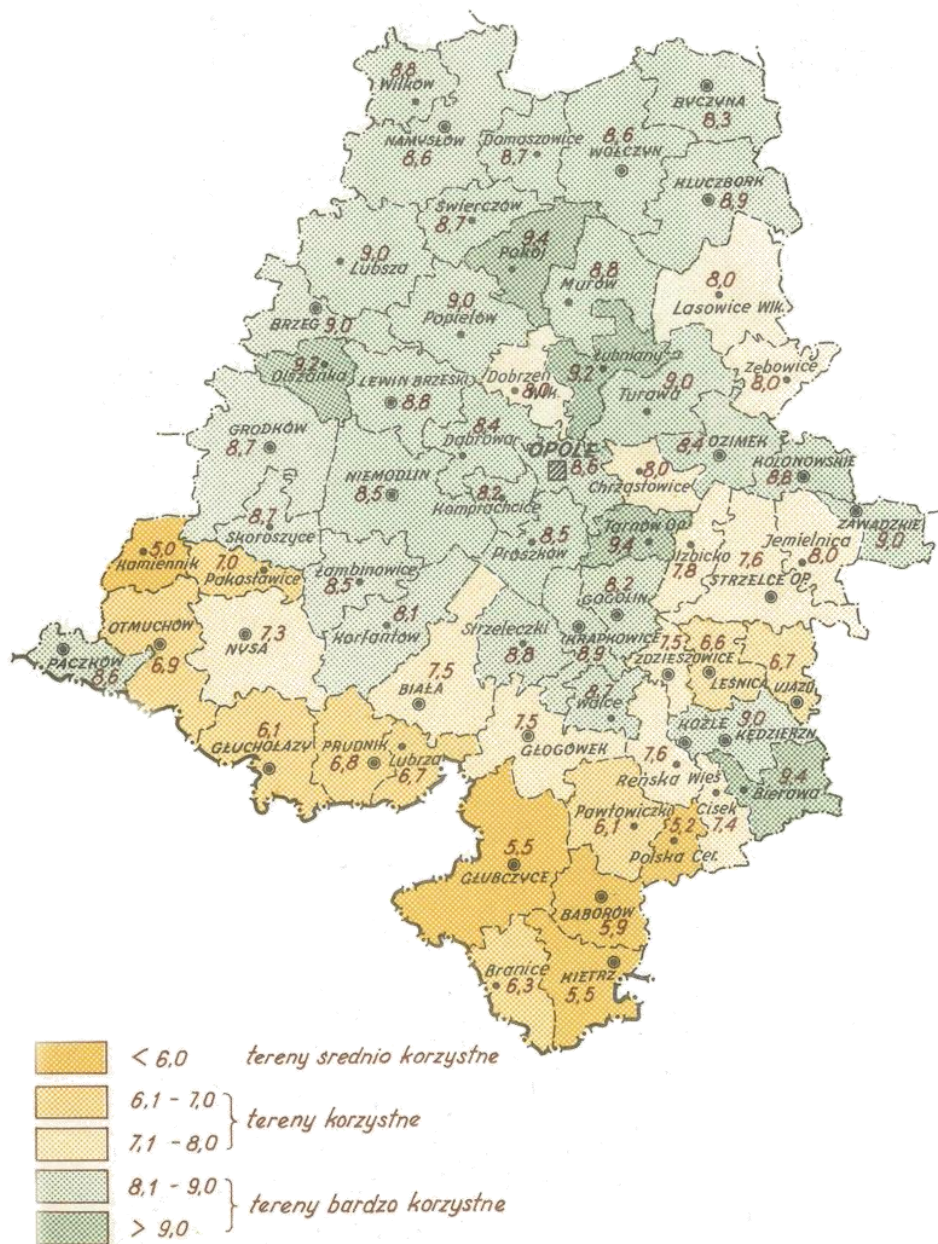 8,8
WILKÓW
NAMYSŁÓW
8,6
Domaszowice
8,7
8,6
WOŁCZYN
BYCZYNA
8,3
KLUCZBORK
8,9
Świerczów
8,7
9,4
Pokój
9,0
Lubsza
8,8
Murów
8,0
Lasowice Wlk.
9,0
Popielów
BRZEG 9,0
9,2
Olszanka
LEWIN BRZESKI
8,8
Dobrzeń Wlk.
8,0
Łubniany
9,2
9,0
Turawa
Zębowice
8,0
GRODKÓW
8,7
8,4
Dąbrowa
OPOLE
8,6
8,0
Chrząstowice
8,4
OZIMEK
KOLONOWSKIE
8,8
NIEMODLIN
8,5
8,2
Komprachcice
8,7
Skoroszyce
8,5
Prószków
Tarnów Op.
9,4
Izbicko
7,8
7,6
STRZELCE OP.
Jemielnica
8,0
ZAWADZKIE
9,0
5,0
Kamiennik
7,0
Pakosławice
Łambinowice
8,5
8,1
Korfantów
8,2
GOGOLIN
OTMUCHÓW
6,9
7,3
NYSA
Strzeleczki
8,8
KRAPKOWICE
8,9
7,5
ZDZIESZOWICE
6,6
LEŚNICA
6,7
UJAZD
PACZKÓW
8,6
7,5
BIAŁA
8,7
Walce
6,1
GŁUCHOŁAZY
PRUDNIK
6,8
Lubrza
6,7
7,5
GŁOGÓWEK
KOŹLE
9,0
KĘDZIERZN
7,6
Reńska Wieś
Cisek
7,4
9,4
Bierawa
Pawłowiczki
6,1
5,2
Polska Cer.
5,5
GŁUBCZYCE
BABORÓW
5,9
Branice
6,3
KIETRZ
5,5
< 6,0 tereny średnio korzystne
6,1 - 7,0
tereny korzystne
7,1 - 8,0
8,1 - 9,0
tereny bardzo korzystne
> 9,0